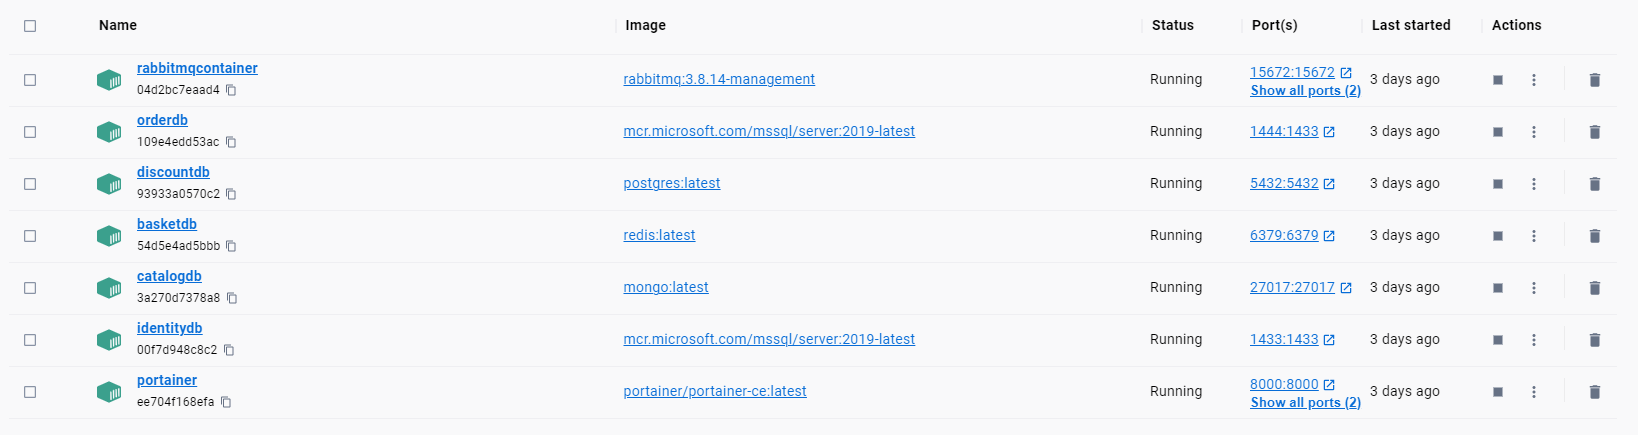 Name Image Status Port(s) Last started Actions
rabbitmqcontainer
04d2bc7eaad4
rabbitmq:3.8.14-management Running
15672:15672
Show all ports (2)
3 days ago
orderdb
109e4edd53ac
mcr.microsoft.com/mssql/server:2019-latest Running 1444:1433 3 days ago
discountdb
93933a0570c2
postgres:latest Running 5432:5432 3 days ago
basketdb
54d5e4ad5bbb
redis:latest Running 6379:6379 3 days ago
catalogdb
3a270d7378a8
mongo:latest Running 27017:27017 3 days ago
identitydb
00f7d948c8c2
mcr.microsoft.com/mssql/server:2019-latest Running 1433:1433 3 days ago
portainer
ee704f168efa
portainer/portainer-ce:latest Running
8000:8000
Show all ports (2)
3 days ago